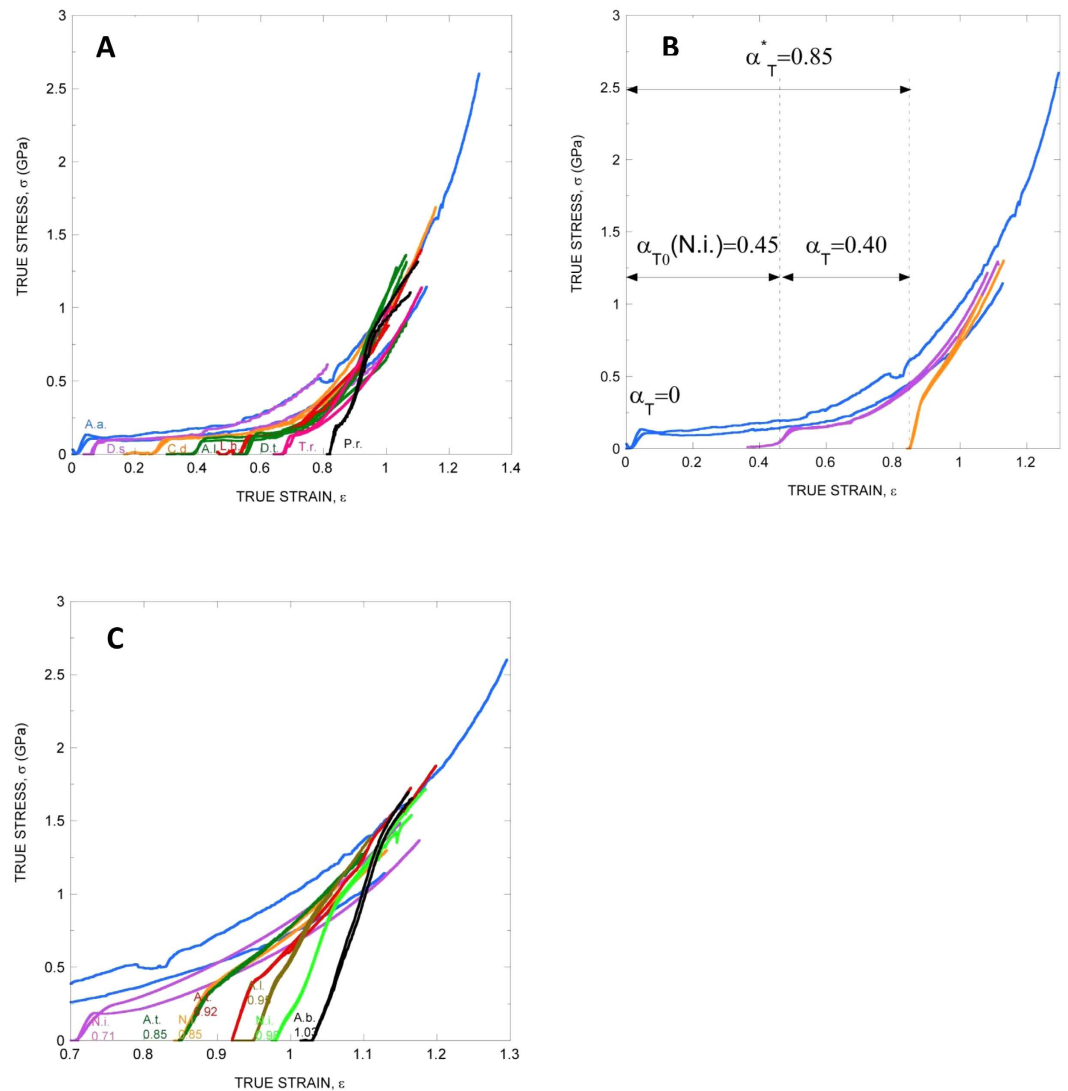 A
3
2.5
2
1.5
1
0.5
0
TRUE STRESS, σ (GPa)
A.a.
D.s.
C.d.
A.l.
D.t.
T.r.
P.r.
0 0.2 0.4 0.6 0.8 1 1.2 1.4
TRUE STRAIN, ε
B
3
2.5
2
1.5
1
0.5
0
TRUE STRESS, σ (GPa)
α*T=0.85
αT0(N.i.)=0.45
αT=0.40
αT=0
0 0.2 0.4 0.6 0.8 1 1.2
TRUE STRAIN, ε
C
3
2.5
2
1.5
1
0.5
0
TRUE STRESS, σ (GPa)
N.i.
0.71
A.t.
0.85
0.85
0.92
N.i.
0.98
A.b.
1.03
0.7 0.8 0.9 1 1.1 1.2 1.3
TRUE STRAIN, ε